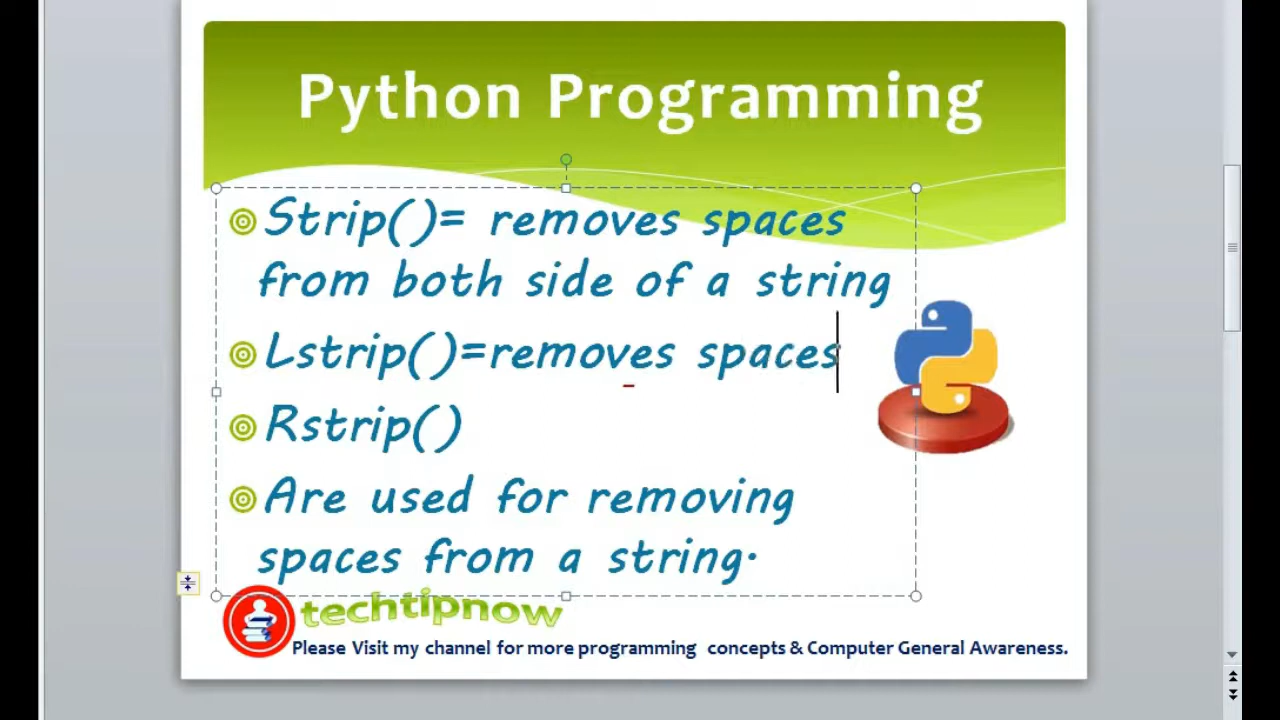 Python Programming
Strip()= removes spaces
from both side of a string
Lstrip()=removes spaces
Rstrip()
Are used for removing
spaces from a string.
techtipnow
Please Visit my channel for more programming concepts & Computer General Awareness.